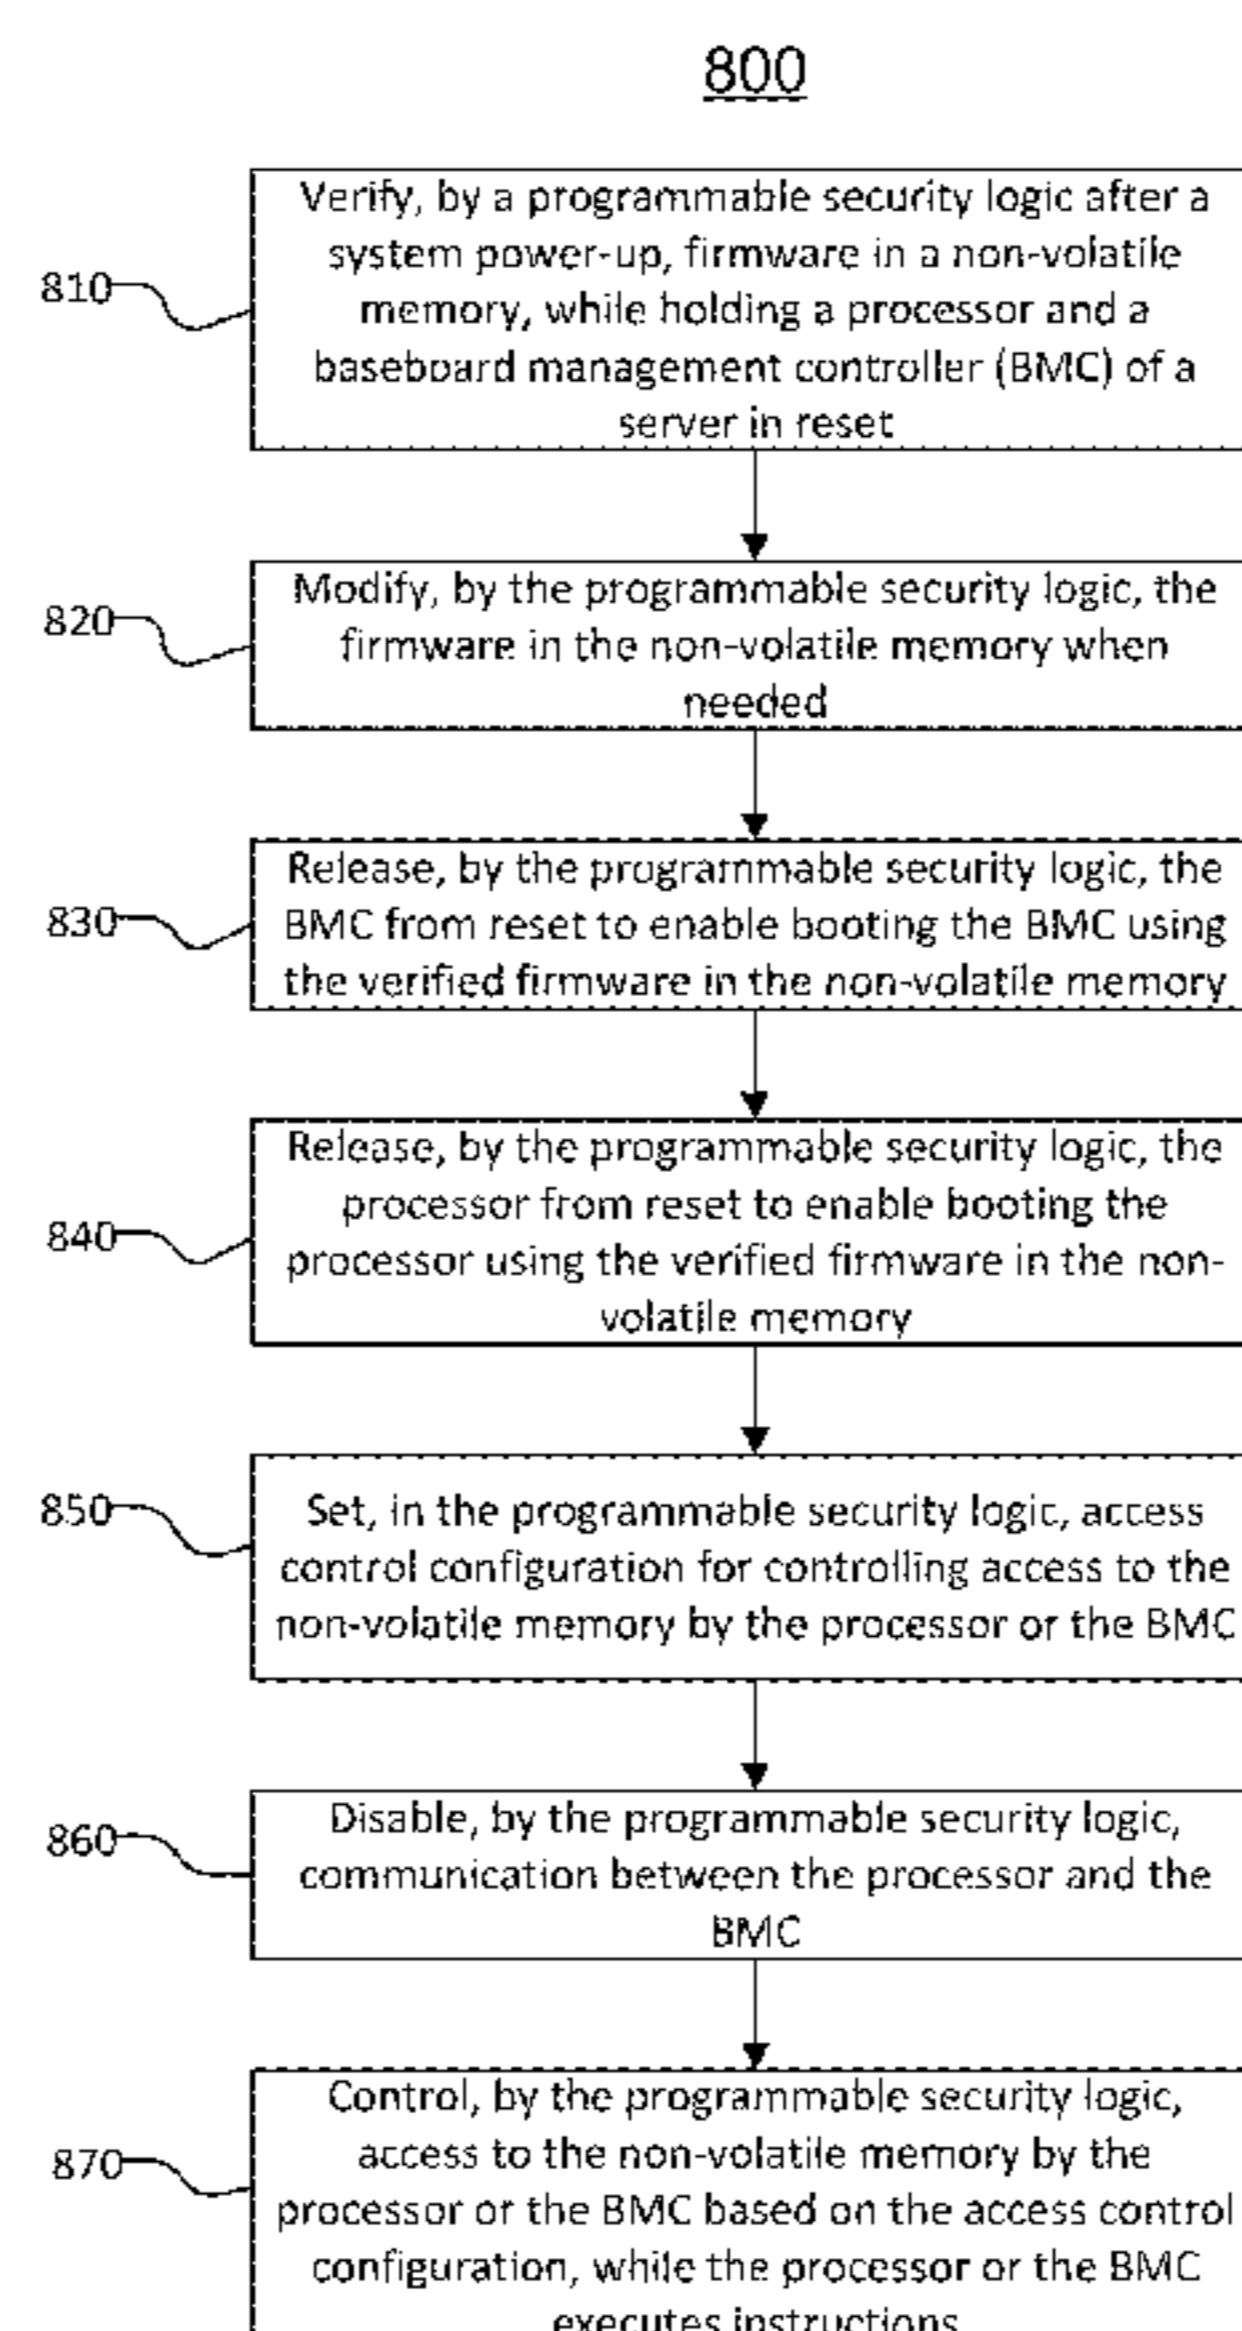 800
810
Verify, by a programmable security logic after a
system power-up, firmware in a non-volatile
memory, while holding a processor and a
baseboard management controller (BMC) of a
server in reset
820
Modify, by the programmable security logic, the
firmware in the non-volatile memory when
needed
830
Release, by the programmable security logic, the
BMC from reset to enable booting the BMC using
the verified firmware in the non-volatile memory
840
Release, by the programmable security logic, the
processor from reset to enable booting the
processor using the verified firmware in the non-
volatile memory
850
Set, in the programmable security logic, access
control configuration for controlling access to the
non-volatile memory by the processor or the BMC
860
Disable, by the programmable security logic,
communication between the processor and the
BMC
870
Control, by the programmable security logic,
access to the non-volatile memory by the
processor or the BMC based on the access control
configuration, while the processor or the BMC
executes instructions